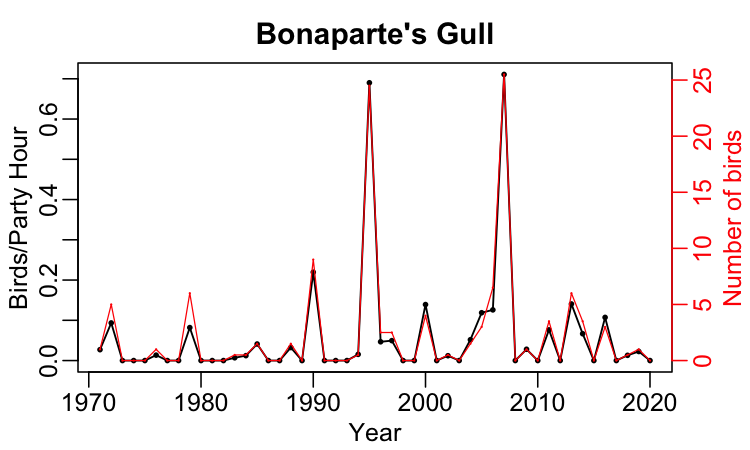 Bonaparte's Gull
Birds/Party Hour
0.0 0.2 0.4 0.6
0 5 10 15 20 25
Number of birds
1970 1980 1990 2000 2010 2020
Year